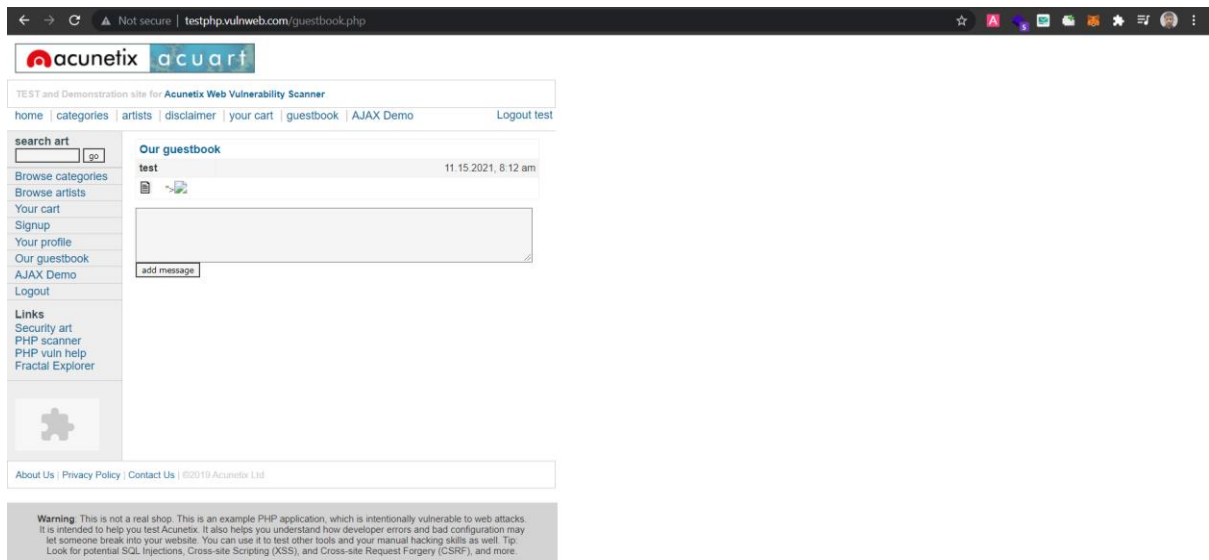 Not secure | testphp.vulnweb.com/guestbook.php
acunetix acuart
TEST and Demonstration site for Acunetix Web Vulnerability Scanner
home | categories | artists | disclaimer | your cart | guestbook | AJAX Demo
Logout test
search art
go
Browse categories
Browse artists
Your cart
Signup
Your profile
Our guestbook
AJAX Demo
Logout
Links
Security art
PHP scanner
PHP vuln help
Fractal Explorer
Our guestbook
test 11.15.2021, 8:12 am
">
add message
About Us | Privacy Policy | Contact Us | ©2019 Acunetix Ltd
Warning: This is not a real shop. This is an example PHP application, which is intentionally vulnerable to web attacks.
It is intended to help you test Acunetix. It also helps you understand how developer errors and bad configuration may
let someone break into your website. You can use it to test other tools and your manual hacking skills as well. Tip:
Look for potential SQL Injections, Cross-site Scripting (XSS), and Cross-site Request Forgery (CSRF), and more.